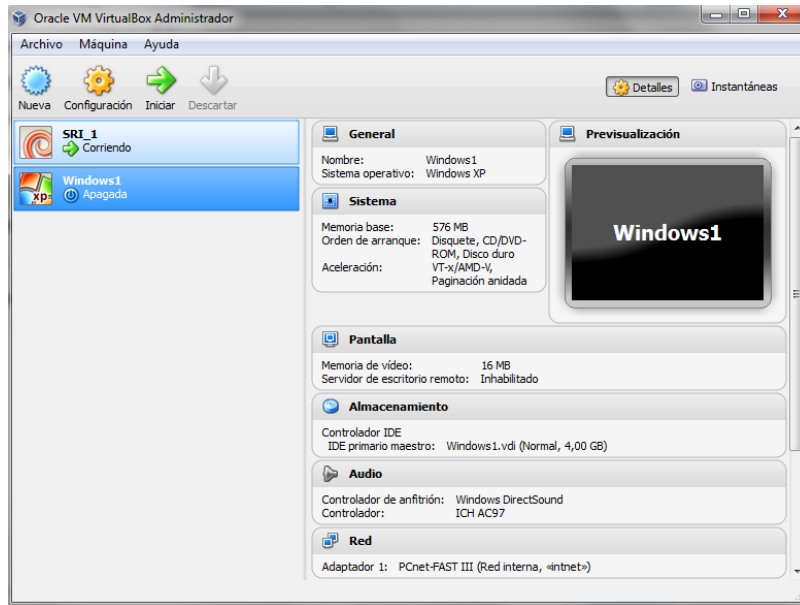 Oracle VM VirtualBox Administrador
Archivo Máquina Ayuda
Nueva Configuración Iniciar Descartar
Detalles Instantáneas
SRI_1
Corriendo
Windows1
Apagada
xp
General
Nombre: Windows1
Sistema operativo: Windows XP
Sistema
Memoria base: 576 MB
Orden de arranque: Disquete, CD/DVD-
ROM, Disco duro
Aceleración: VT-x/AMD-V,
Paginación anidada
Previsualización
Windows1
Pantalla
Memoria de vídeo: 16 MB
Servidor de escritorio remoto: Inhabilitado
Almacenamiento
Controlador IDE
IDE primario maestro: Windows1.vdi (Normal, 4,00 GB)
Audio
Controlador de anfitrión: Windows DirectSound
Controlador: ICH AC97
Red
Adaptador 1: PCnet-FAST III (Red interna, «intnet»)